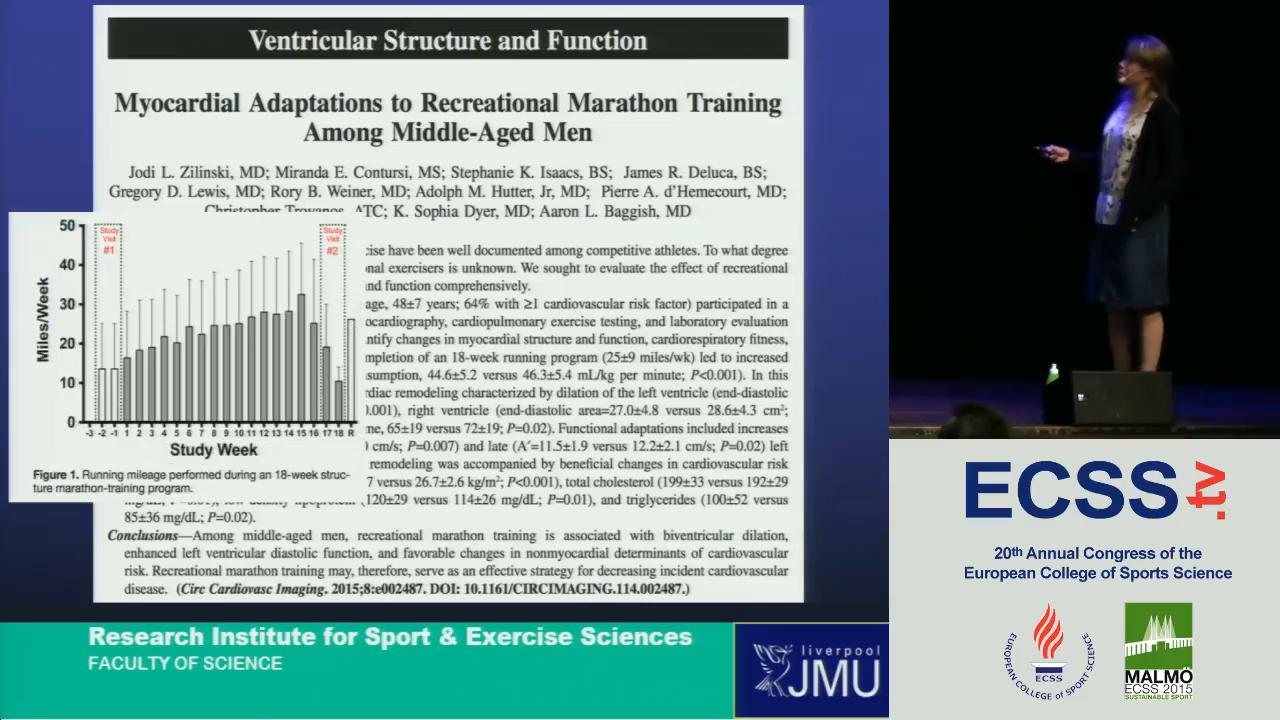 Ventricular Structure and Function
Myocardial Adaptations to Recreational Marathon Training
Among Middle-Aged Men
Jodi L. Zilinski, MD; Miranda E. Contursi, MS; Stephanie K. Isaacs, BS; James R. Deluca, BS;
Gregory D. Lewis, MD; Rory B. Weiner, MD; Adolph M. Hutter, Jr, MD; Pierre A. d'Hemecourt, MD;
Christopher Troyanos, ATC; K. Sophia Dyer, MD; Aaron L. Baggish, MD
cise have been well documented among competitive athletes. To what degree
onal exercisers is unknown. We sought to evaluate the effect of recreational
and function comprehensively.
age, 48±7 years; 64% with ≥1 cardiovascular risk factor) participated in a
ocardiography, cardiopulmonary exercise testing, and laboratory evaluation
ntify changes in myocardial structure and function, cardiorespiratory fitness,
mpletion of an 18-week running program (25±9 miles/wk) led to increased
sumption, 44.6±5.2 versus 46.3±5.4 mL/kg per minute; P<0.001). In this
rdiac remodeling characterized by dilation of the left ventricle (end-diastolic
0.001), right ventricle (end-diastolic area=27.0±4.8 versus 28.6±4.3 cm²;
me, 65±19 versus 72±19; P=0.02). Functional adaptations included increases
cm/s; P=0.007) and late (A′=11.5±1.9 versus 12.2±2.1 cm/s; P=0.02) left
remodeling was accompanied by beneficial changes in cardiovascular risk
7 versus 26.7±2.6 kg/m²; P<0.001), total cholesterol (199±33 versus 192±29
(120±29 versus 114±26 mg/dL; P=0.01), and triglycerides (100±52 versus
85±36 mg/dL; P=0.02).
Conclusions—Among middle-aged men, recreational marathon training is associated with biventricular dilation,
enhanced left ventricular diastolic function, and favorable changes in nonmyocardial determinants of cardiovascular
risk. Recreational marathon training may, therefore, serve as an effective strategy for decreasing incident cardiovascular
disease. (Circ Cardiovasc Imaging. 2015;8:e002487. DOI: 10.1161/CIRCIMAGING.114.002487.)
Study
Visit
#1
Study
Visit
#2
50
40
30
20
10
0
Miles/Week
-3 -2 -1 1 2 3 4 5 6 7 8 9 10 11 12 13 14 15 16 17 18 R
Study Week
Figure 1. Running mileage performed during an 18-week struc-
ture marathon-training program.
Research Institute for Sport & Exercise Sciences
FACULTY OF SCIENCE
liverpool
JMU
ECSS.tv
20th Annual Congress of the
European College of Sports Science
EUROPEAN COLLEGE OF SPORT SCIENCE
ECSS
MALMÖ
ECSS 2015
SUSTAINABLE SPORT